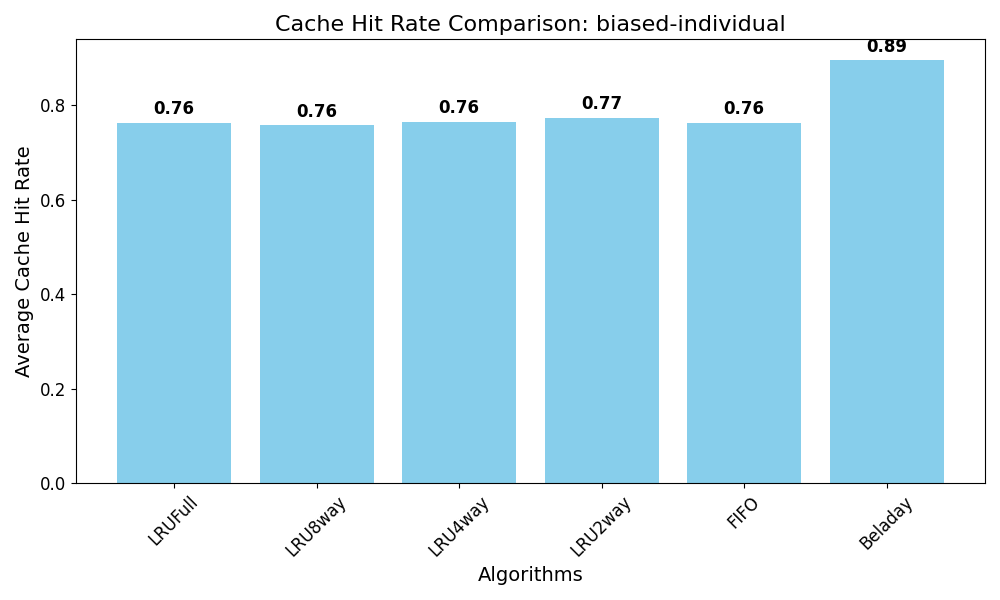 Cache Hit Rate Comparison: biased-individual
0.76
0.76
0.76
0.77
0.76
0.89
Average Cache Hit Rate
0.8
0.6
0.4
0.2
0.0
LRUFull
LRU8way
LRU4way
LRU2way
FIFO
Beladay
Algorithms